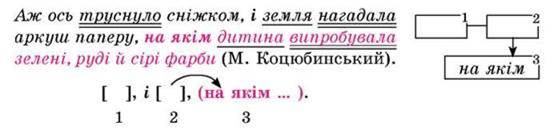 Аж ось труснуло сніжком, і земля нагадала
аркуш паперу, на якім дитина випробувала
зелені, руді й сірі фарби (М. Коцюбинський).
[ ], і [ ], (на якім ... ).
1 2 3
1 2
на якім 3